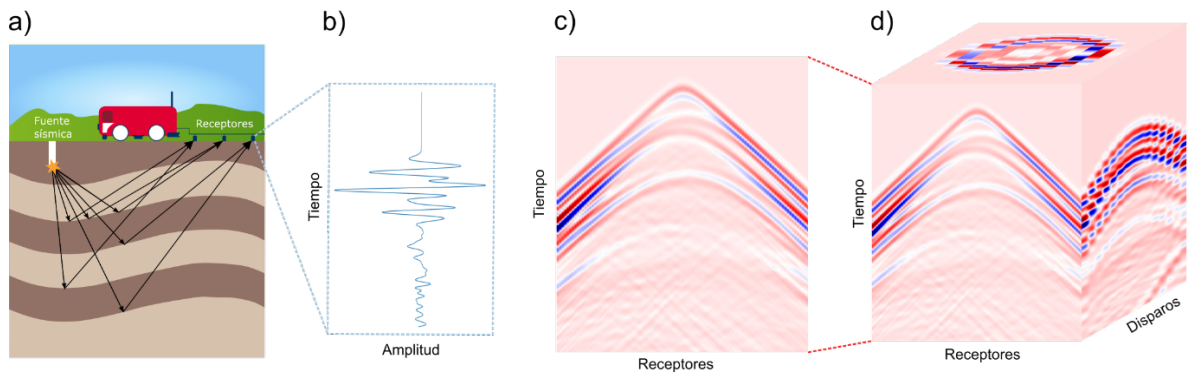 a)
Fuente
sísmica
Receptores
b)
Tiempo
Amplitud
c)
Tiempo
Receptores
d)
Tiempo
Receptores
Disparos